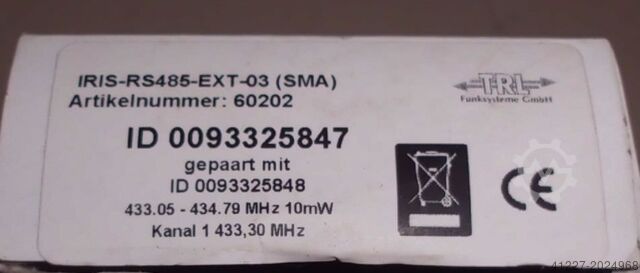 IRIS-RS485-EXT-03 (SMA)
Artikelnummer: 60202
TRL
Funksysteme GmbH
ID 0093325847
gepaart mit
ID 0093325848
433.05 - 434.79 MHz 10mW
Kanal 1 433,30 MHz
CE
41227-2024968